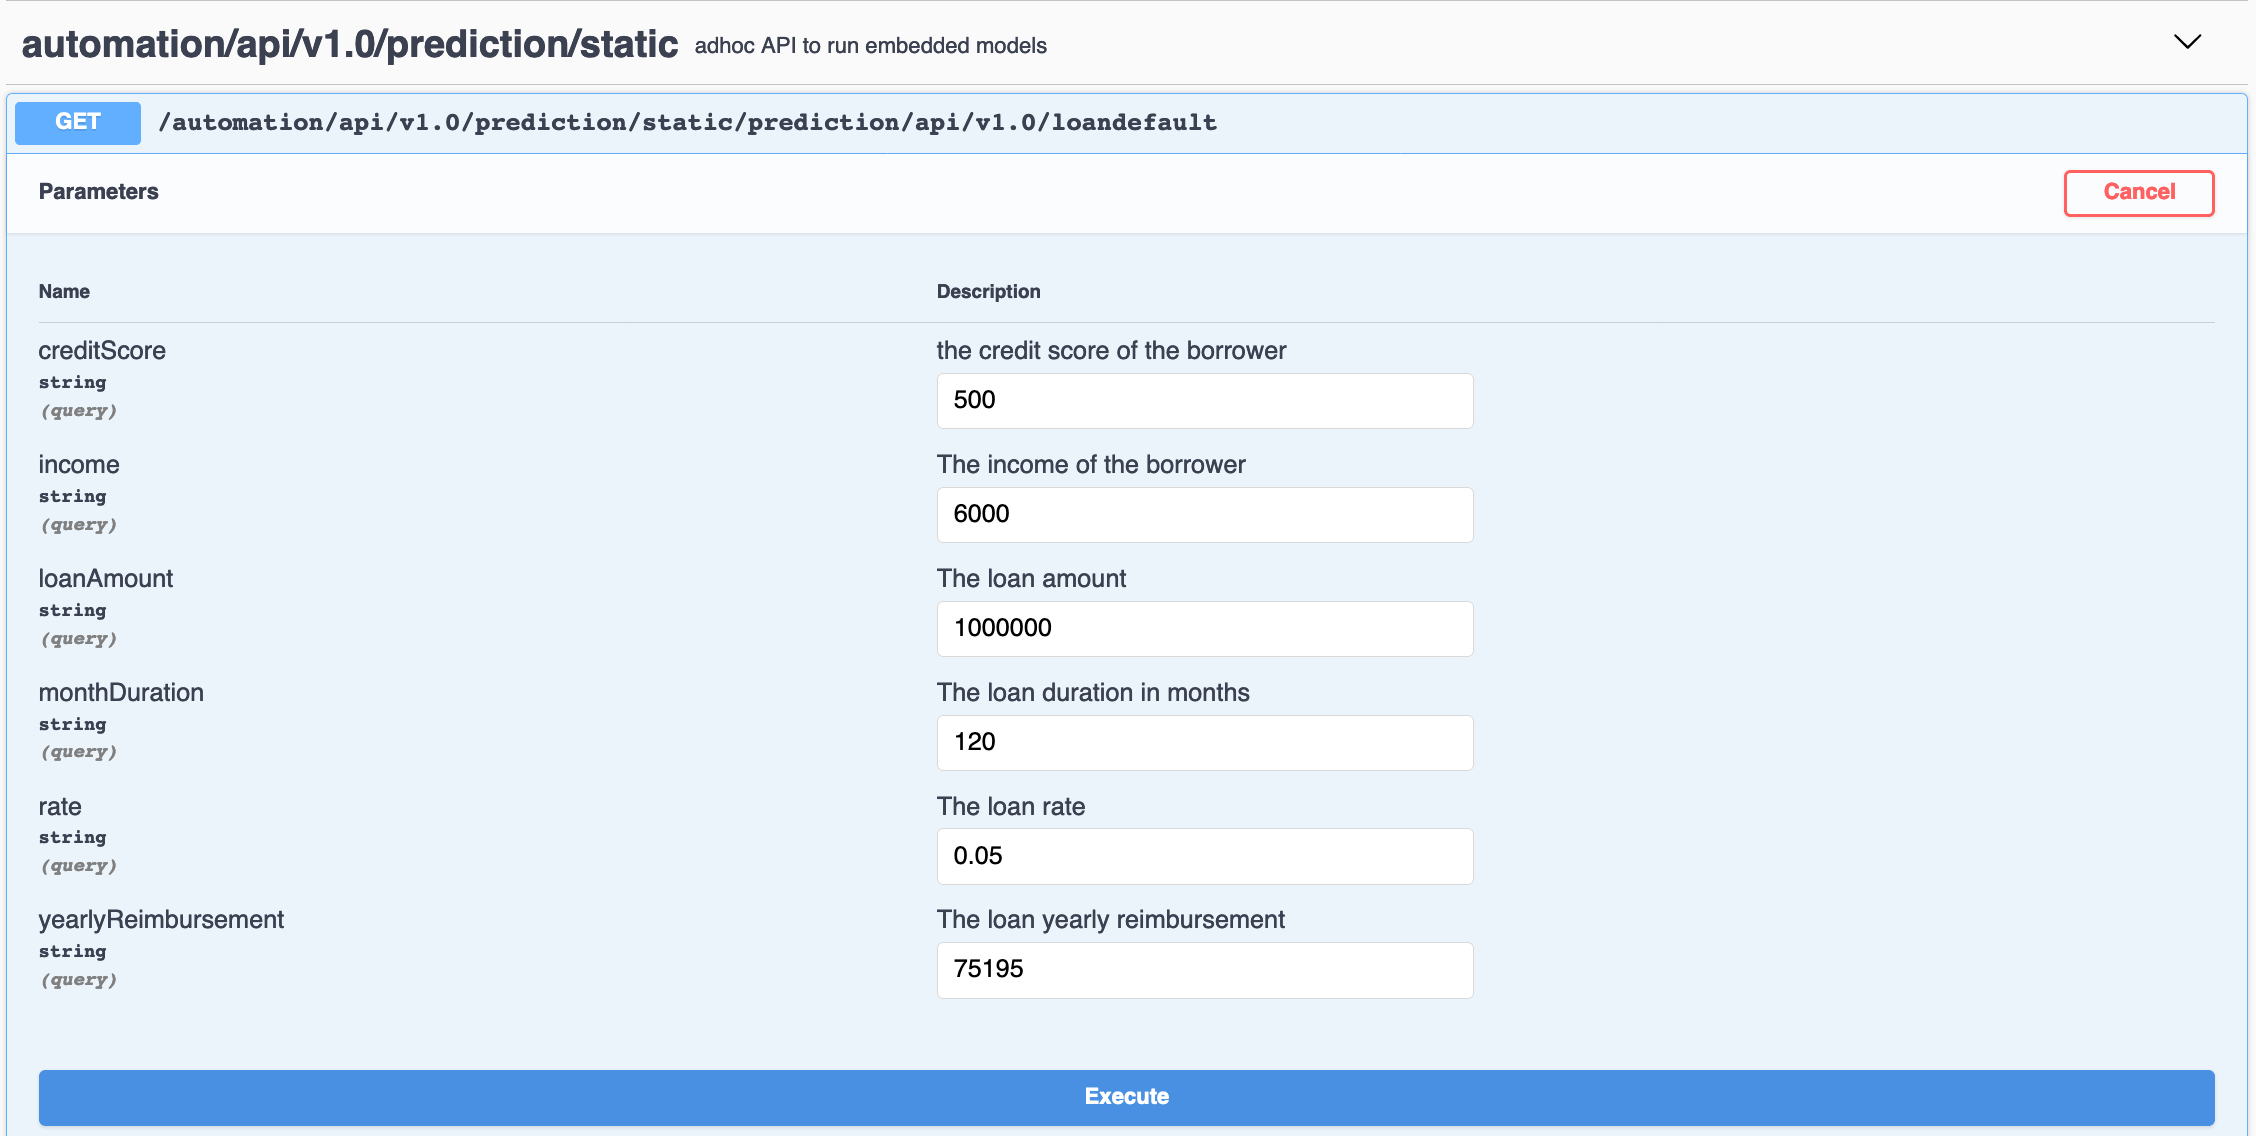 automation/api/v1.0/prediction/static adhoc API to run embedded models
GET /automation/api/v1.0/prediction/static/prediction/api/v1.0/loandefault
Parameters Cancel
Name Description
creditScore the credit score of the borrower
string
(query)
500
income The income of the borrower
string
(query)
6000
loanAmount The loan amount
string
(query)
1000000
monthDuration The loan duration in months
string
(query)
120
rate The loan rate
string
(query)
0.05
yearlyReimbursement The loan yearly reimbursement
string
(query)
75195
Execute